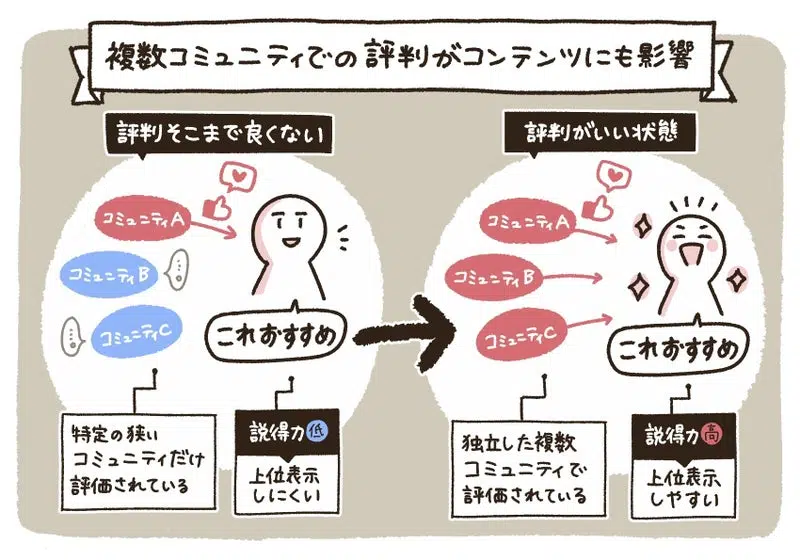 複数コミュニティでの評判がコンテンツにも影響
評判そこまで良くない
コミュニティA
コミュニティB
コミュニティC
これおすすめ
特定の狭い
コミュニティだけ
評価されている
説得力低
上位表示
しにくい
評判がいい状態
コミュニティA
コミュニティB
コミュニティC
これおすすめ
独立した複数
コミュニティで
評価されている
説得力高
上位表示
しやすい